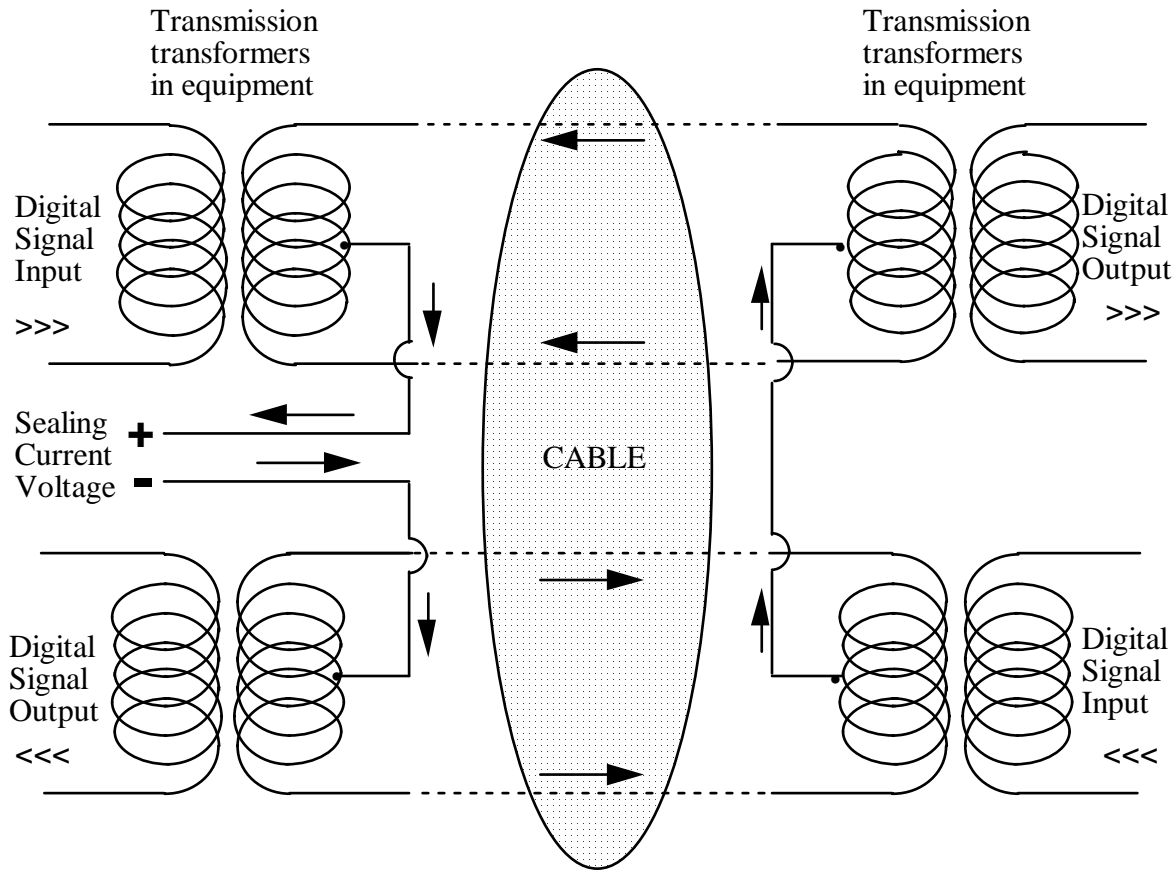 Transmission
transformers
in equipment
Transmission
transformers
in equipment
Digital
Signal
Input
>>>
Digital
Signal
Output
>>>
Sealing
Current
Voltage
+
-
CABLE
Digital
Signal
Output
<<<
Digital
Signal
Input
<<<